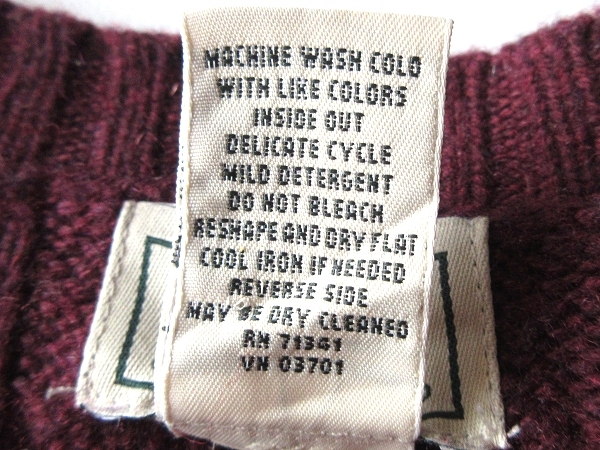 MACHINE WASH COLD
WITH LIKE COLORS
INSIDE OUT
DELICATE CYCLE
MILD DETERGENT
DO NOT BLEACH
RESHAPE AND DRY FLAT
COOL IRON IF NEEDED
REVERSE SIDE
MAY BE DRY CLEANED
RN 71341
VN 03701